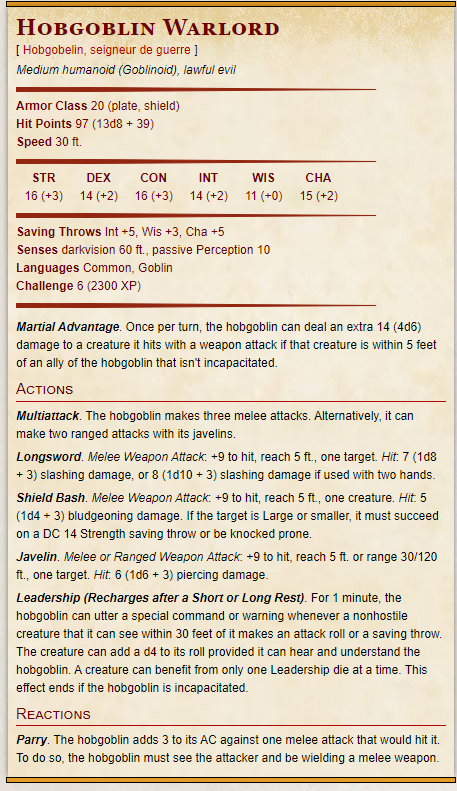 Hobgoblin Warlord
[ Hobgobelin, seigneur de guerre ]
Medium humanoid (Goblinoid), lawful evil
Armor Class 20 (plate, shield)
Hit Points 97 (13d8 + 39)
Speed 30 ft.
STR DEX CON INT WIS CHA
16 (+3) 14 (+2) 16 (+3) 14 (+2) 11 (+0) 15 (+2)
Saving Throws Int +5, Wis +3, Cha +5
Senses darkvision 60 ft., passive Perception 10
Languages Common, Goblin
Challenge 6 (2300 XP)
Martial Advantage. Once per turn, the hobgoblin can deal an extra 14 (4d6)
damage to a creature it hits with a weapon attack if that creature is within 5 feet
of an ally of the hobgoblin that isn't incapacitated.
Actions
Multiattack. The hobgoblin makes three melee attacks. Alternatively, it can
make two ranged attacks with its javelins.
Longsword. Melee Weapon Attack: +9 to hit, reach 5 ft., one target. Hit: 7 (1d8
+ 3) slashing damage, or 8 (1d10 + 3) slashing damage if used with two hands.
Shield Bash. Melee Weapon Attack: +9 to hit, reach 5 ft., one creature. Hit: 5
(1d4 + 3) bludgeoning damage. If the target is Large or smaller, it must succeed
on a DC 14 Strength saving throw or be knocked prone.
Javelin. Melee or Ranged Weapon Attack: +9 to hit, reach 5 ft. or range 30/120
ft., one target. Hit: 6 (1d6 + 3) piercing damage.
Leadership (Recharges after a Short or Long Rest). For 1 minute, the
hobgoblin can utter a special command or warning whenever a nonhostile
creature that it can see within 30 feet of it makes an attack roll or a saving throw.
The creature can add a d4 to its roll provided it can hear and understand the
hobgoblin. A creature can benefit from only one Leadership die at a time. This
effect ends if the hobgoblin is incapacitated.
Reactions
Parry. The hobgoblin adds 3 to its AC against one melee attack that would hit it.
To do so, the hobgoblin must see the attacker and be wielding a melee weapon.